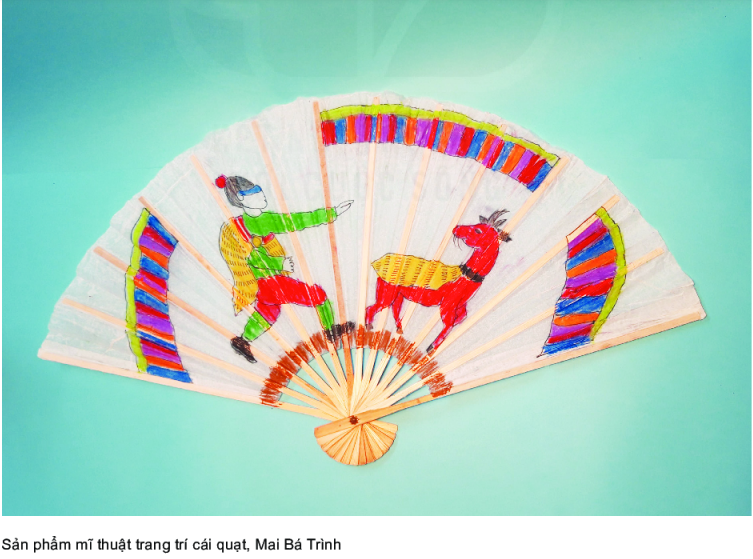 Sản phẩm mĩ thuật trang trí cái quạt, Mai Bá Trình